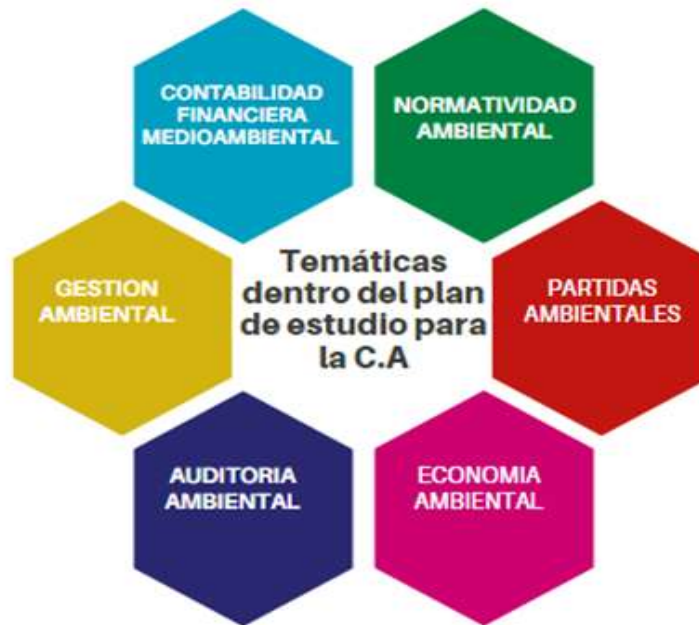 CONTABILIDAD
FINANCIERA
MEDIOAMBIENTAL
NORMATIVIDAD
AMBIENTAL
GESTION
AMBIENTAL
Temáticas
dentro del plan
de estudio para
la C.A
PARTIDAS
AMBIENTALES
AUDITORIA
AMBIENTAL
ECONOMIA
AMBIENTAL